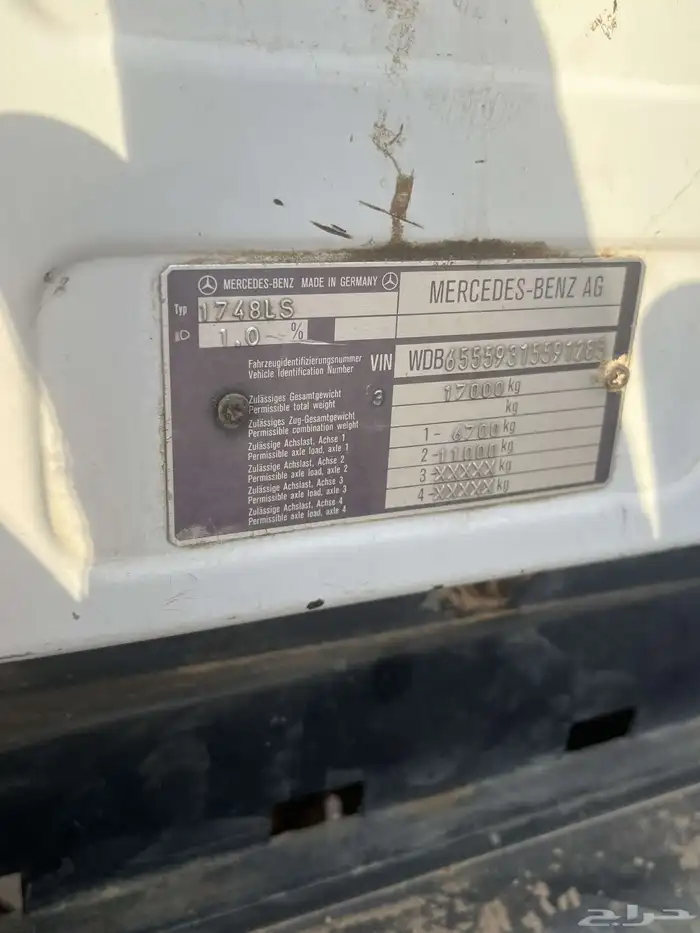 MERCEDES-BENZ MADE IN GERMANY
MERCEDES-BENZ AG
Typ 1748LS
1.0 %
Fahrzeugidentifizierungsnummer
Vehicle Identification Number
VIN
Zulässiges Gesamtgewicht
Permissible total weight
3
17000 kg
Zulässiges Zug-Gesamtgewicht
Permissible combination weight
kg
Zulässige Achslast, Achse 1
Permissible axle load, axle 1
1- 6700 kg
Zulässige Achslast, Achse 2
Permissible axle load, axle 2
2- 11000 kg
Zulässige Achslast, Achse 3
Permissible axle load, axle 3
3- XXXXX kg
Zulässige Achslast, Achse 4
Permissible axle load, axle 4
4- XXXXX kg
حراج